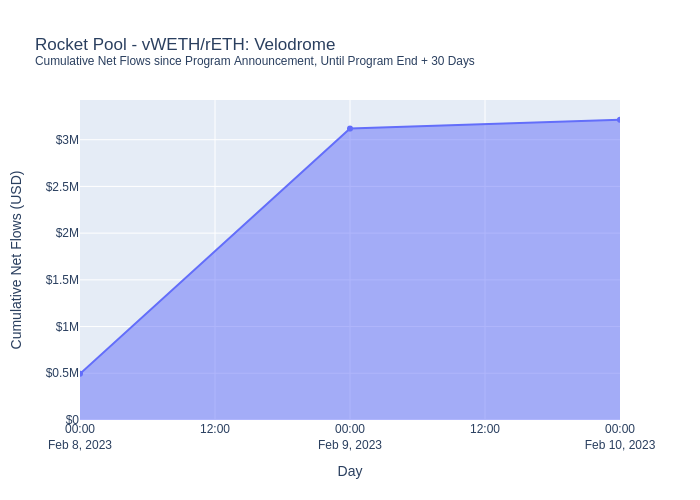 Rocket Pool - vWETH/rETH: Velodrome
Cumulative Net Flows since Program Announcement, Until Program End + 30 Days
Cumulative Net Flows (USD)
$3M
$2.5M
$2M
$1.5M
$1M
$0.5M
$0
00:00 12:00 00:00 12:00 00:00
Feb 8, 2023 Feb 9, 2023 Feb 10, 2023
Day